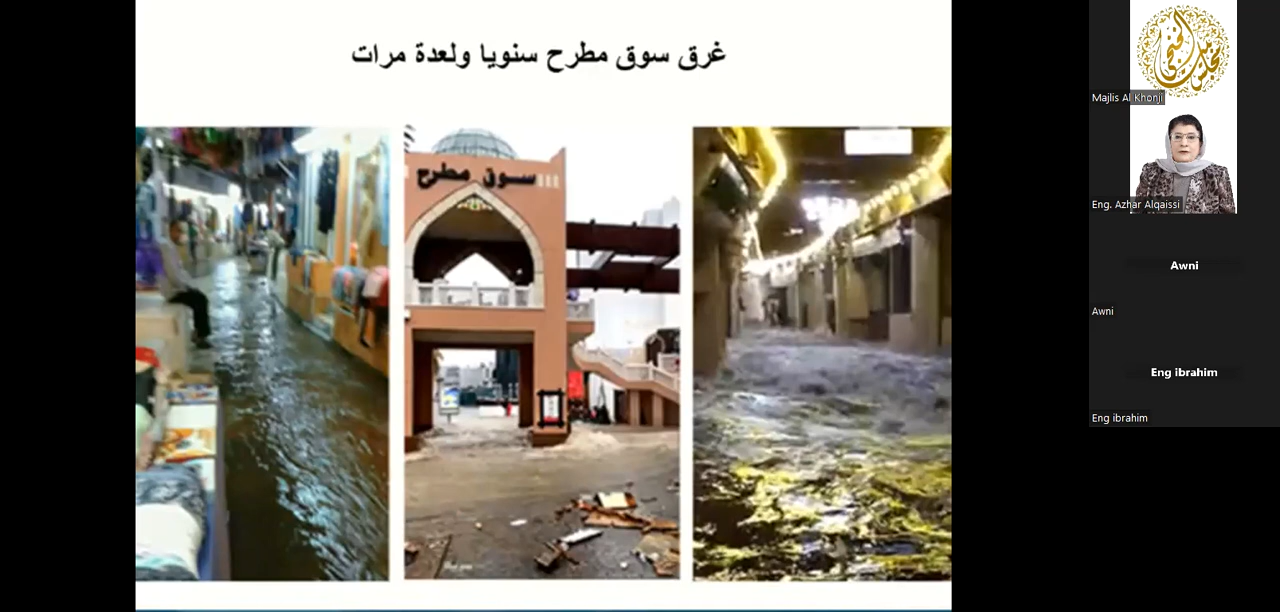 غرق سوق مطرح سنويا ولعدة مرات
سوق مطرح
Majlis Al Khonji
Eng. Azhar Alqaissi
Awni
Awni
Eng ibrahim
Eng ibrahim